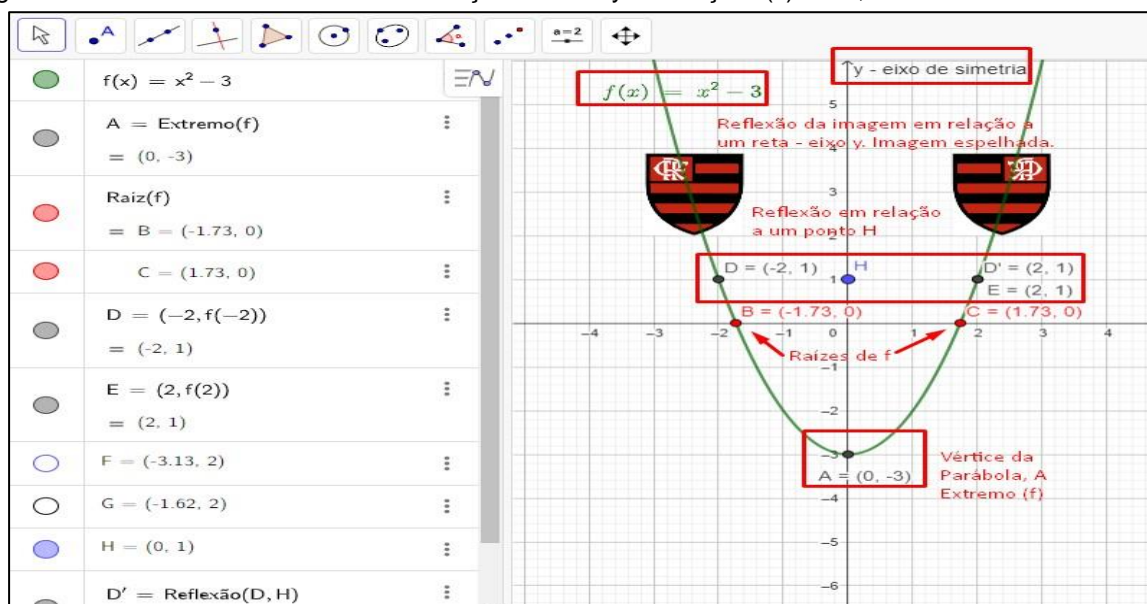 a=2
f(x) = x² − 3
A = Extremo(f)
= (0, -3)
Raiz(f)
= B = (-1.73, 0)
C = (1.73, 0)
D = (−2, f(−2))
= (-2, 1)
E = (2, f(2))
= (2, 1)
F = (-3.13, 2)
G = (-1.62, 2)
H = (0, 1)
D′ = Reflexão(D, H)
y - eixo de simetria
f(x) = x² − 3
5
Reflexão da imagem em relação a
um reta - eixo y. Imagem espelhada.
4
3
Reflexão em relação
a um ponto H
2
D = (-2, 1) H D' = (2, 1)
1 E = (2, 1)
B = (-1.73, 0) C = (1.73, 0)
−4 −3 −2 −1 0 1 2 3 4
Raízes de f
−1
−2
−3
A = (0, -3)
Vértice da
Parábola, A
Extremo (f)
−4
−5
−6